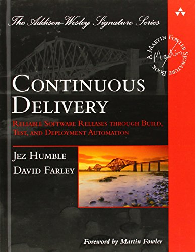 The Addison Wesley Signature Series
A MARTIN FOWLER SIGNATURE BOOK
CONTINUOUS
DELIVERY
RELIABLE SOFTWARE RELEASES THROUGH BUILD,
TEST, AND DEPLOYMENT AUTOMATION
JEZ HUMBLE
DAVID FARLEY
Foreword by Martin Fowler